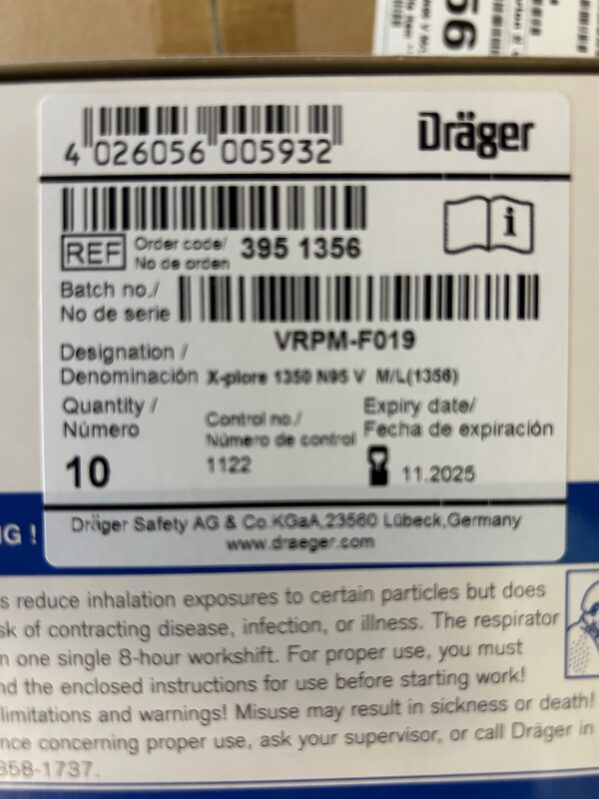 56
4 026056 005932
Dräger
REF Order code/ 395 1356
No de orden
i
Batch no./
No de serie
VRPM-F019
Designation /
Denominación X-plore 1350 N95 V M/L(1356)
Quantity / Control no./ Expiry date/
Número Número de control Fecha de expiración
10 1122 11.2025
Dräger Safety AG & Co.KGaA,23560 Lübeck,Germany
www.draeger.com
G !
s reduce inhalation exposures to certain particles but does
sk of contracting disease, infection, or illness. The respirator
n one single 8-hour workshift. For proper use, you must
nd the enclosed instructions for use before starting work!
limitations and warnings! Misuse may result in sickness or death!
nce concerning proper use, ask your supervisor, or call Dräger in
358-1737.